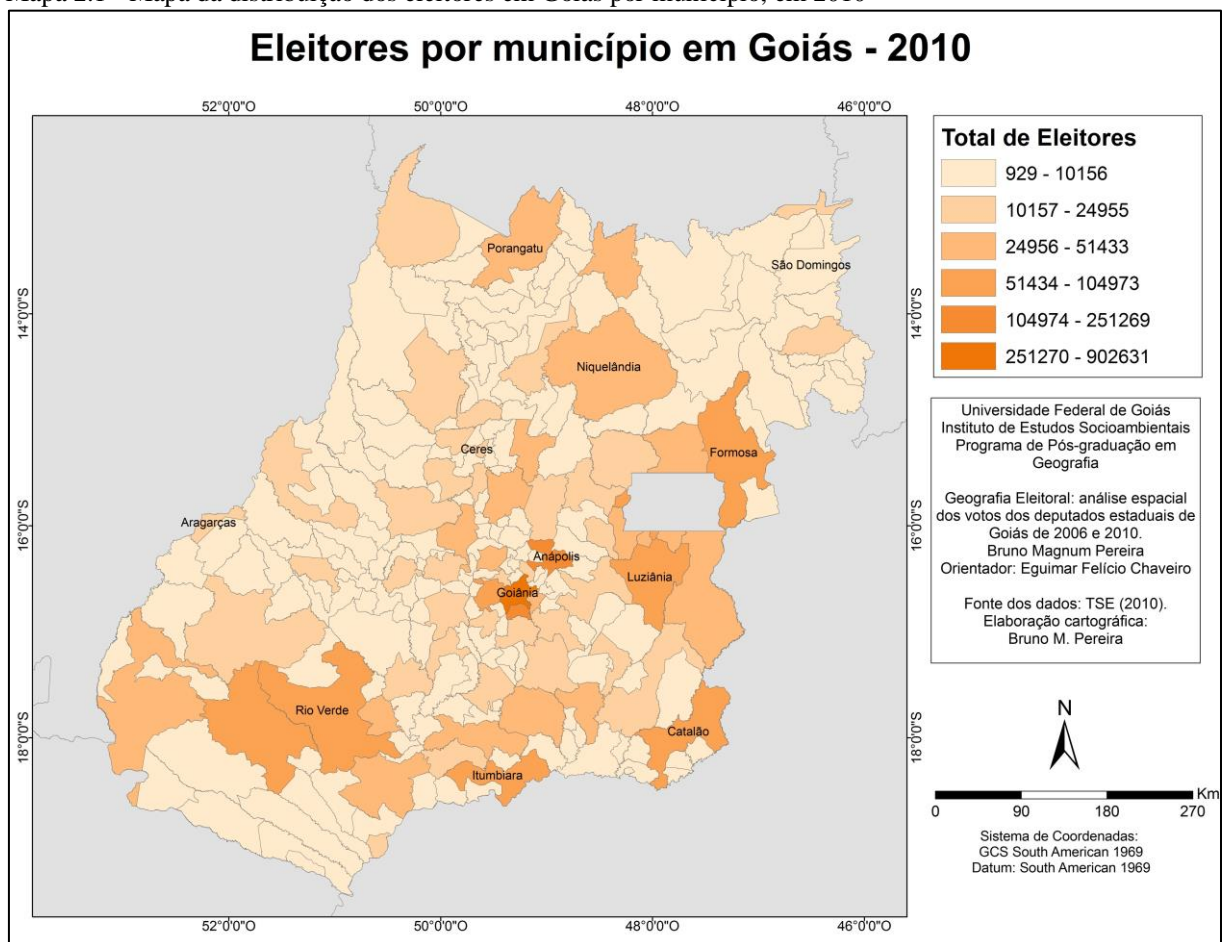 Mapa 2.1 - Mapa da distribuição dos eleitores em Goiás por município, em 2010
Eleitores por município em Goiás - 2010
52°0'0"O 50°0'0"O 48°0'0"O 46°0'0"O
Total de Eleitores
929 - 10156
10157 - 24955
24956 - 51433
51434 - 104973
104974 - 251269
251270 - 902631
Porangatu
São Domingos
14°0'0"S 14°0'0"S
Niquelândia
Ceres
Formosa
Aragarças
16°0'0"S 16°0'0"S
Anápolis
Luziânia
Goiânia
Rio Verde
Catalão
18°0'0"S 18°0'0"S
Itumbiara
52°0'0"O 50°0'0"O 48°0'0"O 46°0'0"O
Universidade Federal de Goiás
Instituto de Estudos Socioambientais
Programa de Pós-graduação em
Geografia
Geografia Eleitoral: análise espacial
dos votos dos deputados estaduais de
Goiás de 2006 e 2010.
Bruno Magnum Pereira
Orientador: Eguimar Felício Chaveiro
Fonte dos dados: TSE (2010).
Elaboração cartográfica:
Bruno M. Pereira
N
Km
0 90 180 270
Sistema de Coordenadas:
GCS South American 1969
Datum: South American 1969